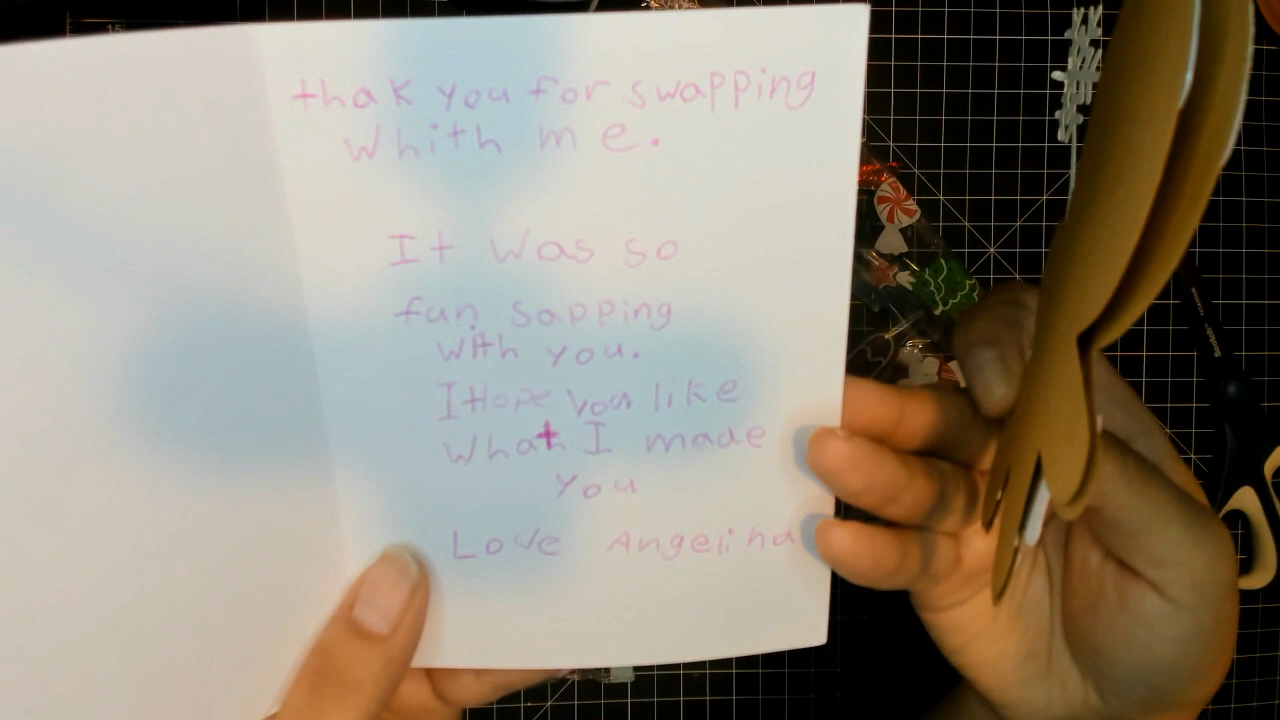 thak you for swapping
whith me.
It was so
fun sapping
with you.
I Hope you like
what I made
you
Love Angelina
15